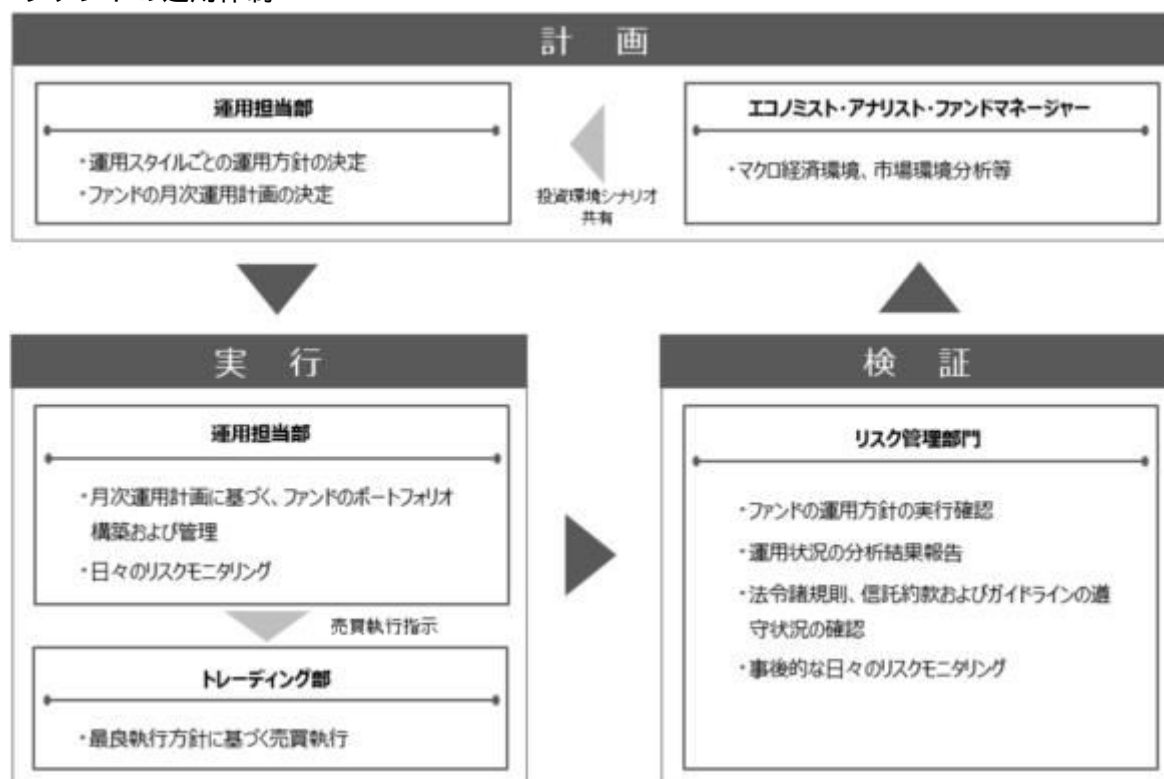 計 画
運用担当部
・運用スタイルごとの運用方針の決定
・ファンドの月次運用計画の決定
投資環境シナリオ
共有
エコノミスト・アナリスト・ファンドマネージャー
・マクロ経済環境、市場環境分析等
実 行
運用担当部
・月次運用計画に基づく、ファンドのポートフォリオ
構築および管理
・日々のリスクモニタリング
売買執行指示
トレーディング部
・最良執行方針に基づく売買執行
検 証
リスク管理部門
・ファンドの運用方針の実行確認
・運用状況の分析結果報告
・法令諸規則、信託約款およびガイドラインの遵
守状況の確認
・事後的な日々のリスクモニタリング